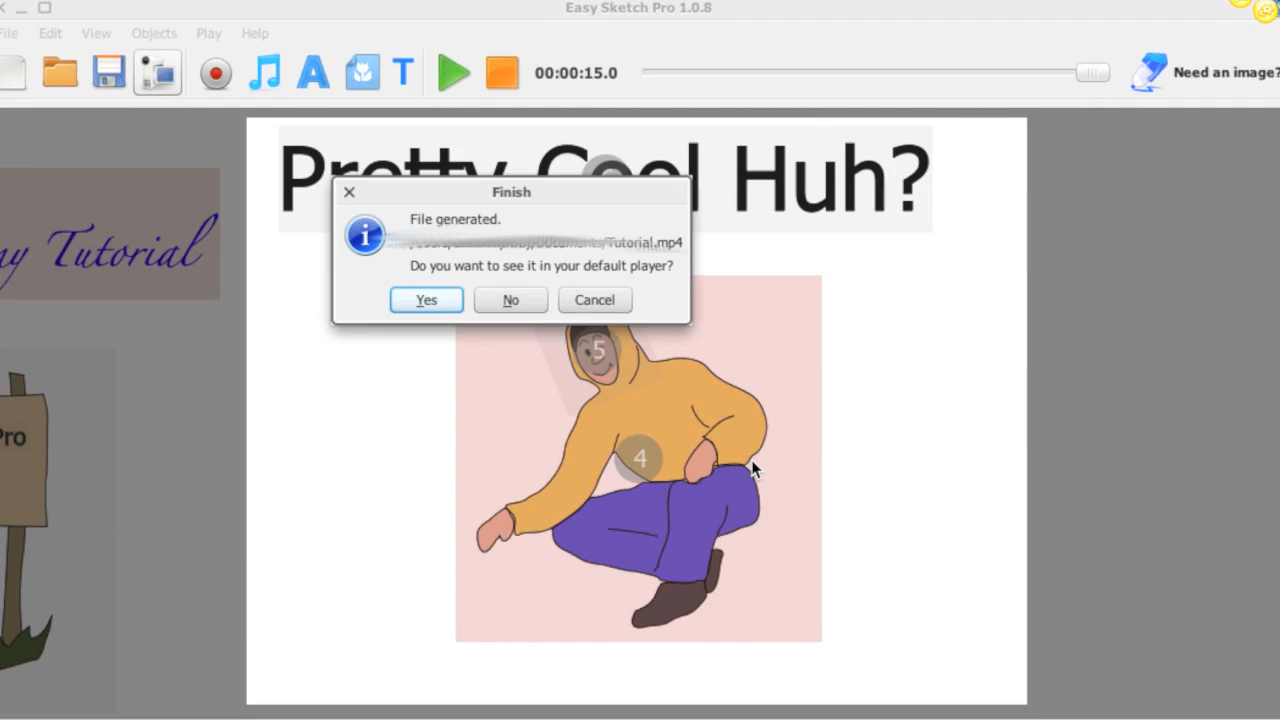 Easy Sketch Pro 1.0.8
File Edit View Objects Play Help
A T 00:00:15.0 Need an image?
Pretty Cool Huh?
Finish
File generated.
/Tutorial.mp4
Do you want to see it in your default player?
Yes No Cancel
my Tutorial
5
Pro
4